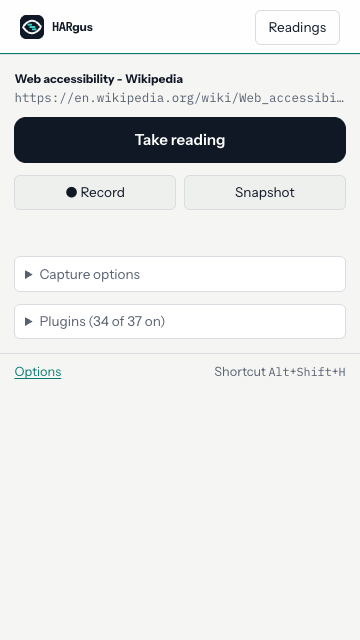 HARgus
Readings
Web accessibility - Wikipedia
https://en.wikipedia.org/wiki/Web_accessibi…
Take reading
Record
Snapshot
Capture options
Plugins (34 of 37 on)
Options
Shortcut Alt+Shift+H